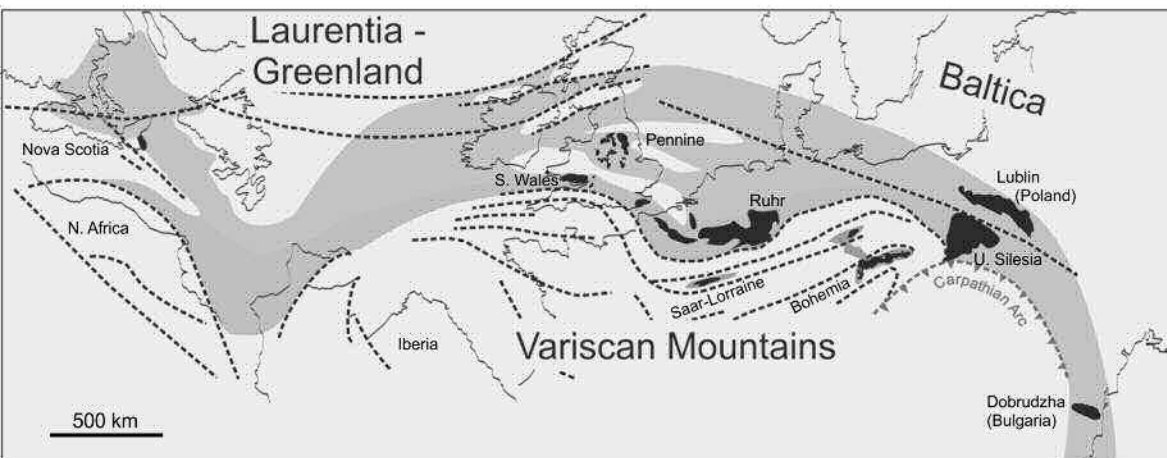 Laurentia -
Greenland
Baltica
Nova Scotia
Pennine
S. Wales
Lublin
(Poland)
Ruhr
N. Africa
U. Silesia
Saar-Lorraine
Bohemia
Carpathian Arc
Iberia
Variscan Mountains
500 km
Dobrudzha
(Bulgaria)